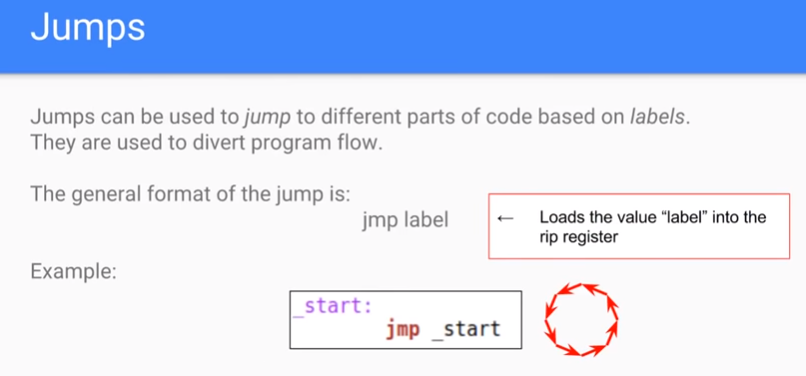 Jumps
Jumps can be used to jump to different parts of code based on labels.
They are used to divert program flow.
The general format of the jump is:
jmp label
← Loads the value “label” into the
rip register
Example:
_start:
jmp _start